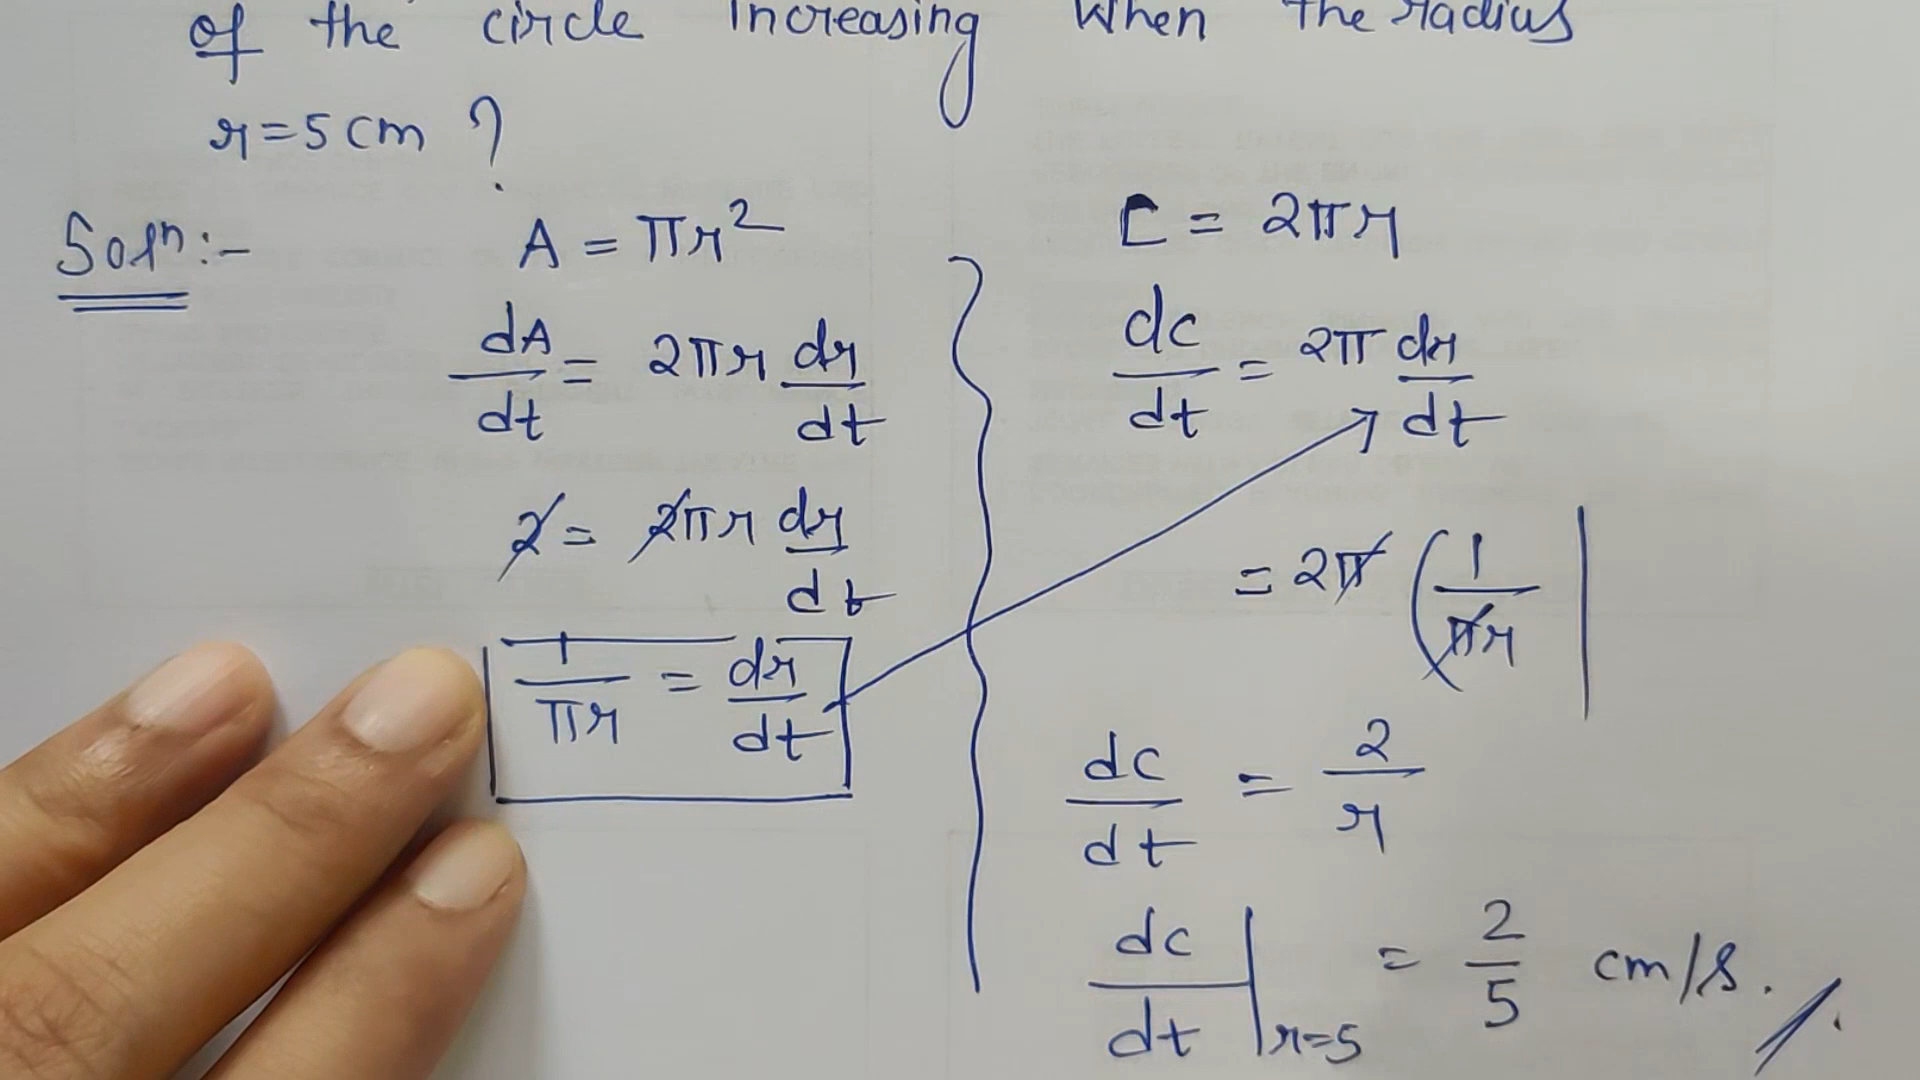 of the circle increasing when the radius
r = 5 cm ?
Solⁿ :-
A = πr²
dA/dt = 2πr dr/dt
2 = 2πr dr/dt
1/πr = dr/dt
C = 2πr
dc/dt = 2π dr/dt
= 2π (1/πr |
dc/dt = 2/r
dc/dt |r=5 = 2/5 cm/s.